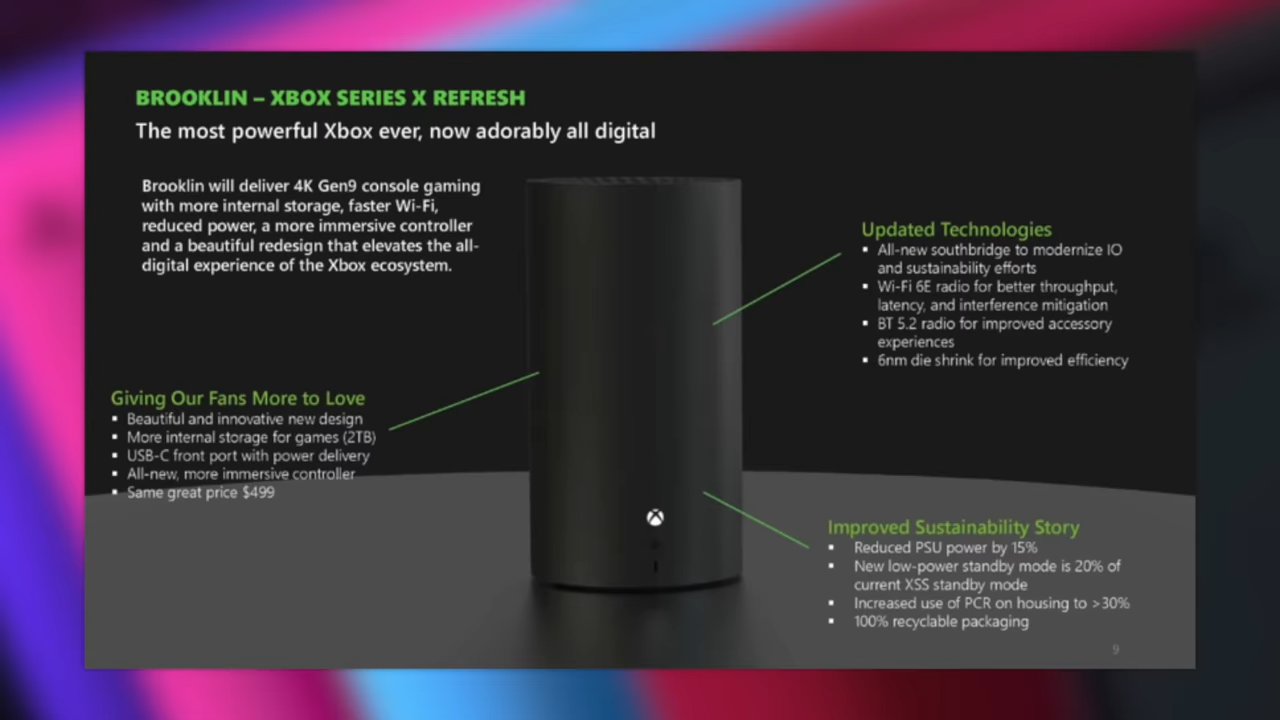 BROOKLIN – XBOX SERIES X REFRESH
The most powerful Xbox ever, now adorably all digital
Brooklin will deliver 4K Gen9 console gaming
with more internal storage, faster Wi-Fi,
reduced power, a more immersive controller
and a beautiful redesign that elevates the all-
digital experience of the Xbox ecosystem.
Giving Our Fans More to Love
▪ Beautiful and innovative new design
▪ More internal storage for games (2TB)
▪ USB-C front port with power delivery
▪ All-new, more immersive controller
▪ Same great price $499
Updated Technologies
▪ All-new southbridge to modernize IO
and sustainability efforts
▪ Wi-Fi 6E radio for better throughput,
latency, and interference mitigation
▪ BT 5.2 radio for improved accessory
experiences
▪ 6nm die shrink for improved efficiency
Improved Sustainability Story
▪ Reduced PSU power by 15%
▪ New low-power standby mode is 20% of
current XSS standby mode
▪ Increased use of PCR on housing to >30%
▪ 100% recyclable packaging
9